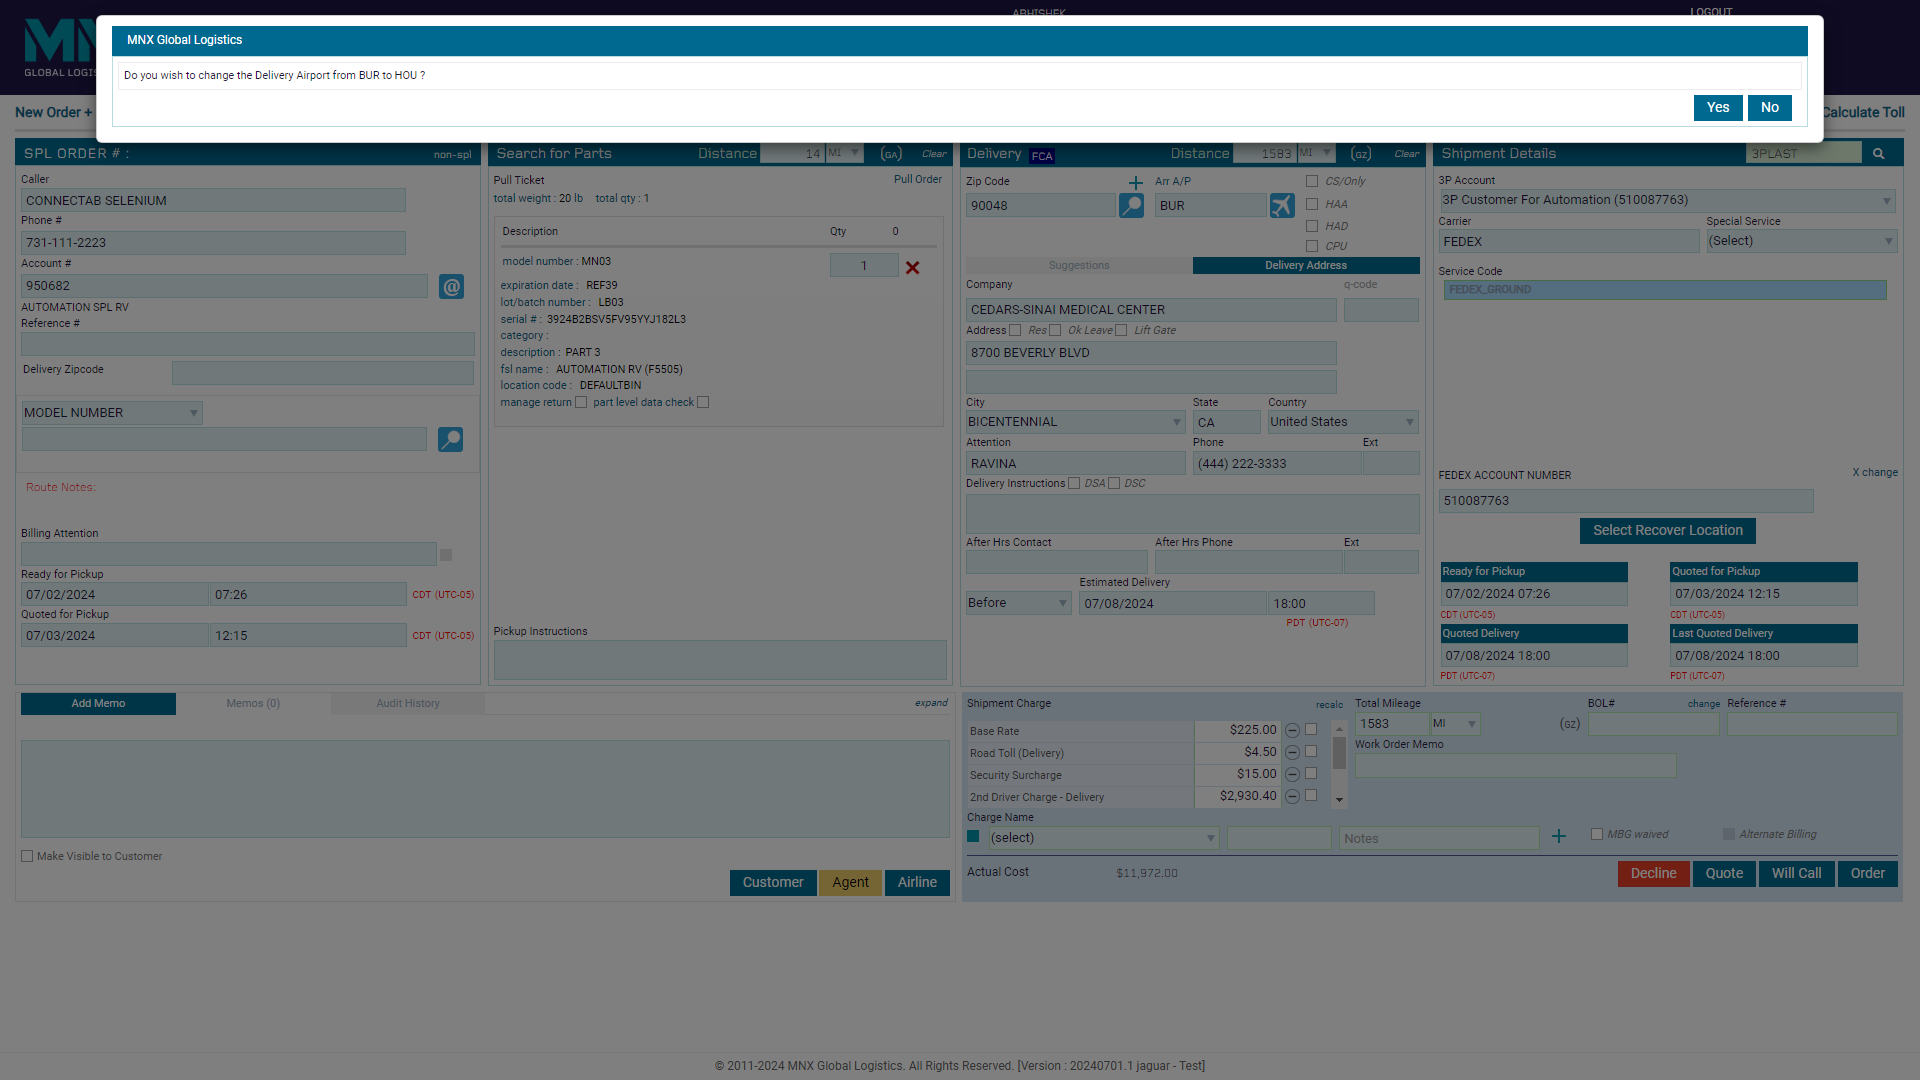 ABHISHEK
LOGOUT
GLOBAL
MNX Global Logistics
Do you wish to change the Delivery Airport from BUR to HOU ?
Yes
No
New Order +
Calculate Toll
SPL ORDER # :
non-spl
Caller
CONNECTAB SELENIUM
Phone #
731-111-2223
Account #
950682
@
AUTOMATION SPL RV
Reference #
Delivery Zipcode
MODEL NUMBER
Route Notes:
Billing Attention
Ready for Pickup
07/02/2024 07:26 CDT (UTC-05)
Quoted for Pickup
07/03/2024 12:15 CDT (UTC-05)
Search for Parts Distance 14 MI (GA) Clear
Pull Ticket Pull Order
total weight : 20 lb total qty : 1
Description Qty 0
model number : MN03 1
expiration date : REF39
lot/batch number : LB03
serial # : 3924B2BSV5FV95YYJ182L3
category :
description : PART 3
fsl name : AUTOMATION RV (F5505)
location code : DEFAULTBIN
manage return part level data check
Pickup Instructions
Delivery FCA Distance 1583 MI (GZ) Clear
Zip Code + Arr A/P CS/Only
90048 BUR HAA
HAD
CPU
Suggestions Delivery Address
Company q-code
CEDARS-SINAI MEDICAL CENTER
Address Res Ok Leave Lift Gate
8700 BEVERLY BLVD
City State Country
BICENTENNIAL CA United States
Attention Phone Ext
RAVINA (444) 222-3333
Delivery Instructions DSA DSC
After Hrs Contact After Hrs Phone Ext
Estimated Delivery
Before 07/08/2024 18:00
PDT (UTC-07)
Shipment Details 3PLAST
3P Account
3P Customer For Automation (510087763)
Carrier Special Service
FEDEX (Select)
Service Code
FEDEX_GROUND
FEDEX ACCOUNT NUMBER X change
510087763
Select Recover Location
Ready for Pickup Quoted for Pickup
07/02/2024 07:26 07/03/2024 12:15
CDT (UTC-05) CDT (UTC-05)
Quoted Delivery Last Quoted Delivery
07/08/2024 18:00 07/08/2024 18:00
PDT (UTC-07) PDT (UTC-07)
Add Memo Memos (0) Audit History expand
Make Visible to Customer
Customer Agent Airline
Shipment Charge recalc
Base Rate $225.00
Road Toll (Delivery) $4.50
Security Surcharge $15.00
2nd Driver Charge - Delivery $2,930.40
Total Mileage BOL# change Reference #
1583 MI (GZ)
Work Order Memo
Charge Name
(select) Notes + MBG waived Alternate Billing
Actual Cost $11,972.00
Decline Quote Will Call Order
© 2011-2024 MNX Global Logistics. All Rights Reserved. [Version : 20240701.1 jaguar - Test]